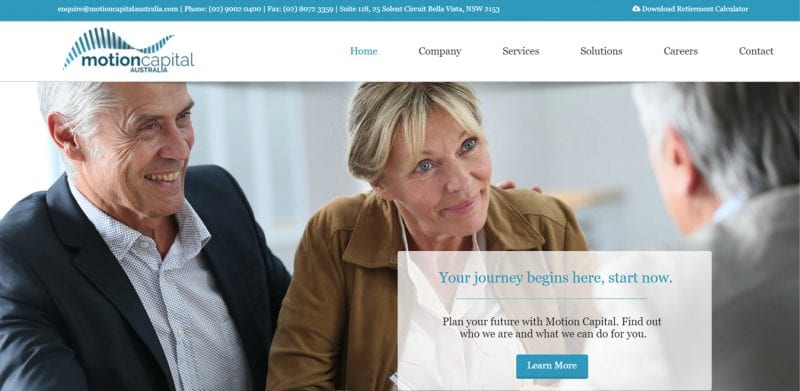 enquire@motioncapitalaustralia.com | Phone: (02) 9002 0400 | Fax: (02) 8072 3359 | Suite 118, 25 Solent Circuit Bella Vista, NSW 2153
Download Retirement Calculator
motioncapital
AUSTRALIA
Home
Company
Services
Solutions
Careers
Contact
Your journey begins here, start now.
Plan your future with Motion Capital. Find out
who we are and what we can do for you.
Learn More